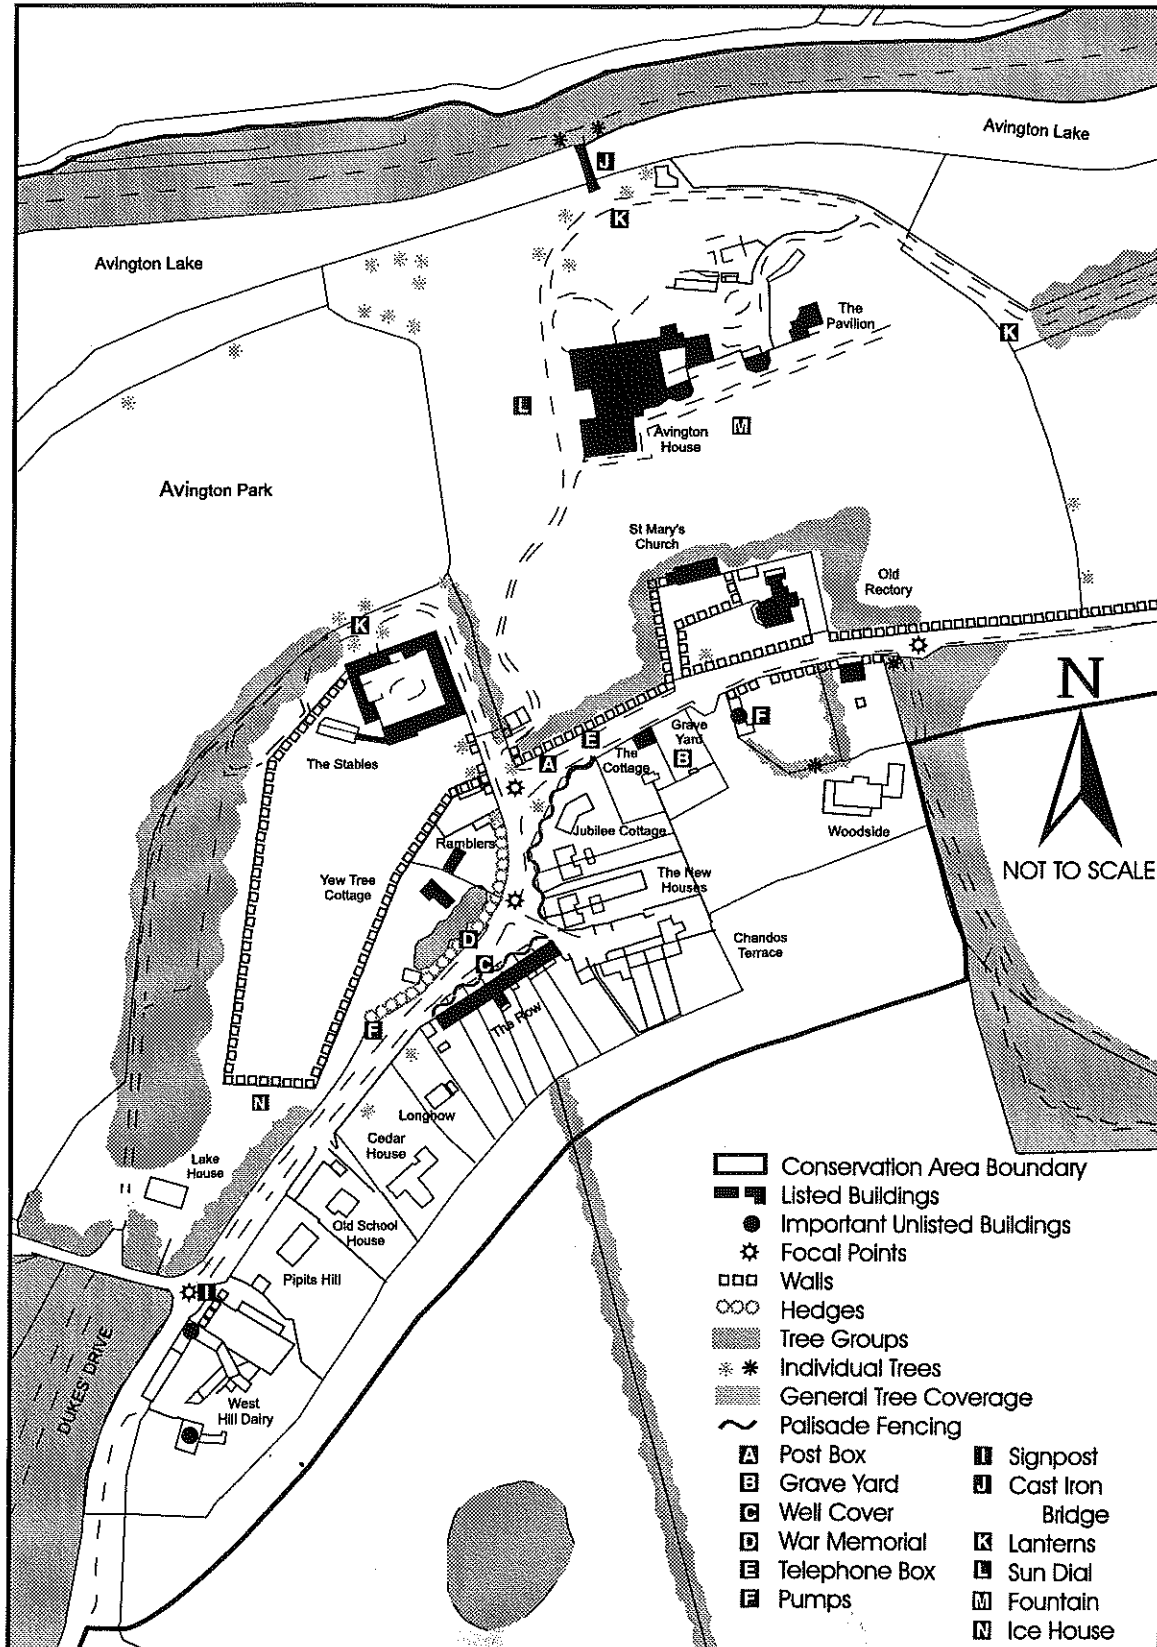 Avington Lake
J
K
Avington Lake
The
Pavilion
K
L
M
Avington
House
Avington Park
St Mary's
Church
Old
Rectory
K
N
Grave
Yard
F
E
The
Cottage
B
A
The Stables
Jubilee Cottage
Woodside
NOT TO SCALE
Ramblers
The New
Houses
Yew Tree
Cottage
D
C
Chandos
Terrace
The Row
F
N
Longbow
Cedar
House
Lake
House
Old School
House
Pipits Hill
I
DUKES' DRIVE
West
Hill Dairy
Conservation Area Boundary
Listed Buildings
Important Unlisted Buildings
Focal Points
Walls
Hedges
Tree Groups
Individual Trees
General Tree Coverage
Palisade Fencing
A Post Box
B Grave Yard
C Well Cover
D War Memorial
E Telephone Box
F Pumps
I Signpost
J Cast Iron
Bridge
K Lanterns
L Sun Dial
M Fountain
N Ice House